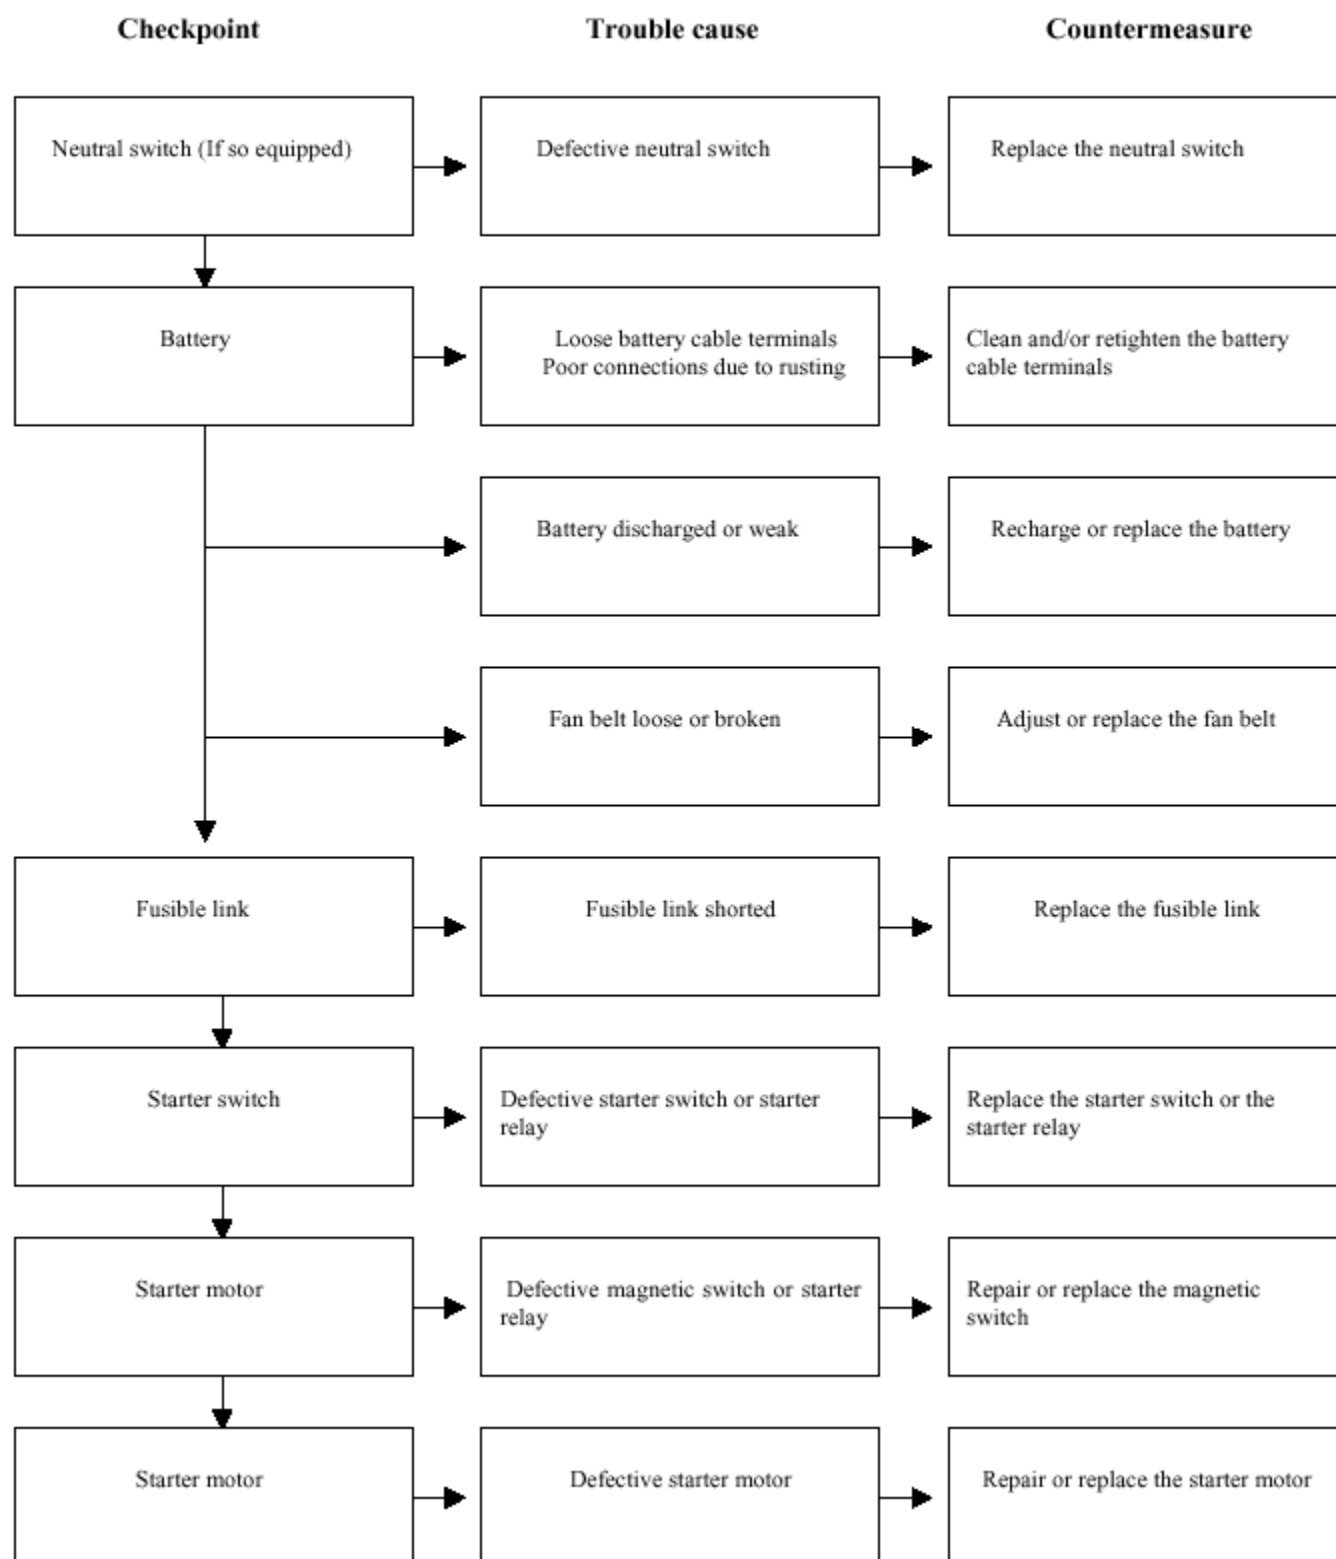 Checkpoint Trouble cause Countermeasure
Neutral switch (If so equipped) Defective neutral switch Replace the neutral switch
Battery
Loose battery cable terminals
Poor connections due to rusting
Clean and/or retighten the battery
cable terminals
Battery discharged or weak Recharge or replace the battery
Fan belt loose or broken Adjust or replace the fan belt
Fusible link Fusible link shorted Replace the fusible link
Starter switch
Defective starter switch or starter
relay
Replace the starter switch or the
starter relay
Starter motor
Defective magnetic switch or starter
relay
Repair or replace the magnetic
switch
Starter motor Defective starter motor Repair or replace the starter motor